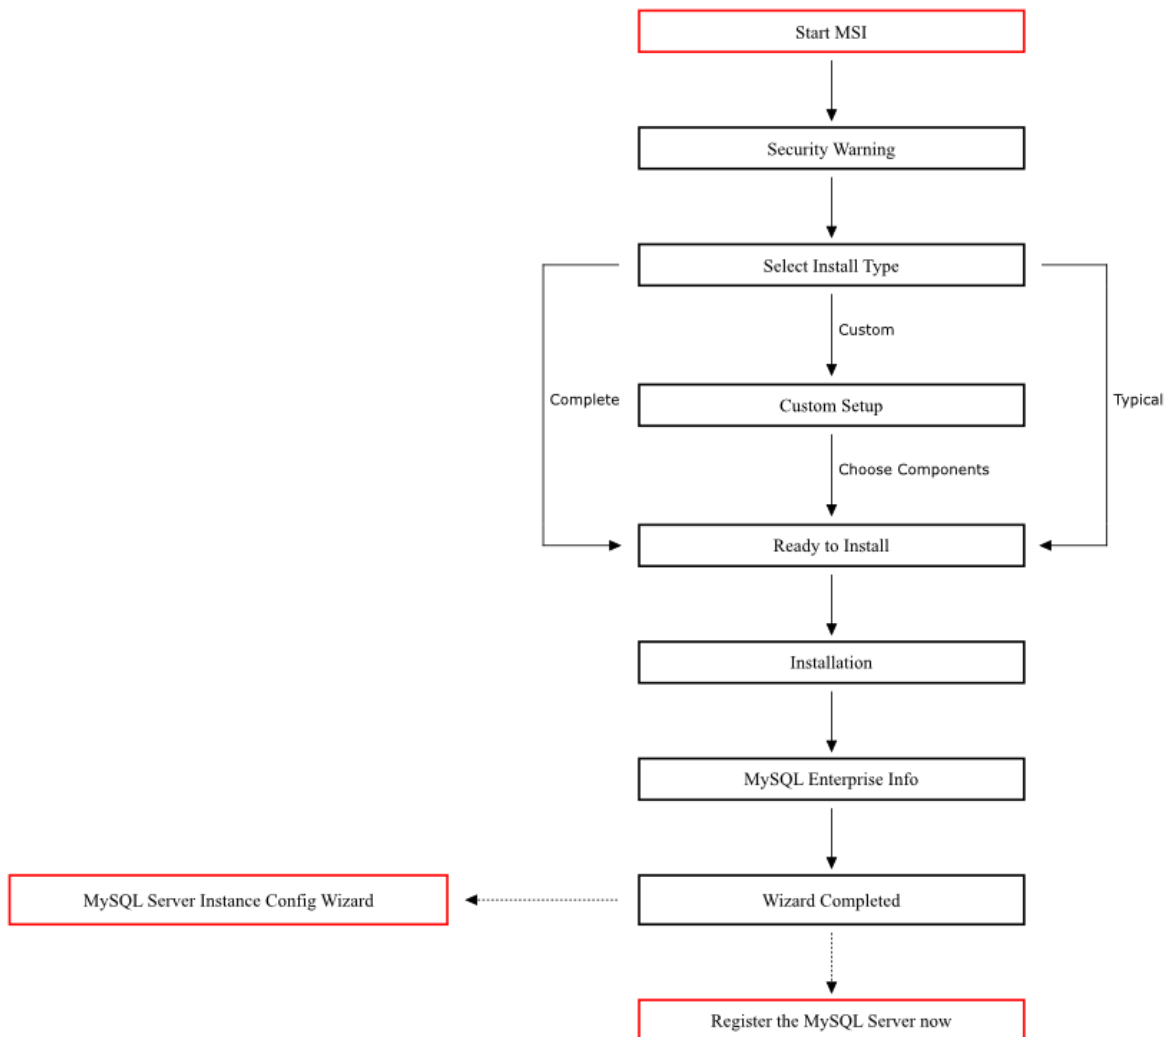 Start MSI
Security Warning
Select Install Type
Custom
Complete
Typical
Custom Setup
Choose Components
Ready to Install
Installation
MySQL Enterprise Info
MySQL Server Instance Config Wizard
Wizard Completed
Register the MySQL Server now